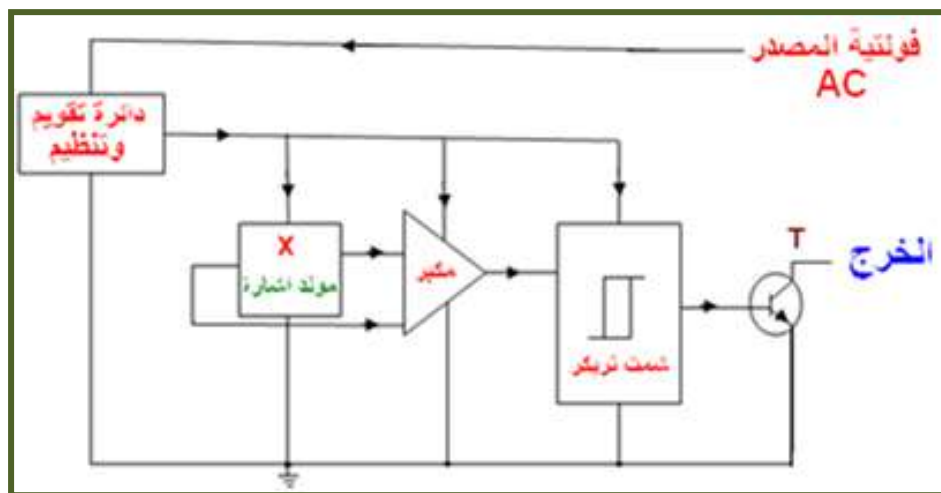 فولتية المصدر
AC
دائرة تقويم
وتنظيم
X
مولد اشارة
مكبر
شمت تريكر
T
الخرج